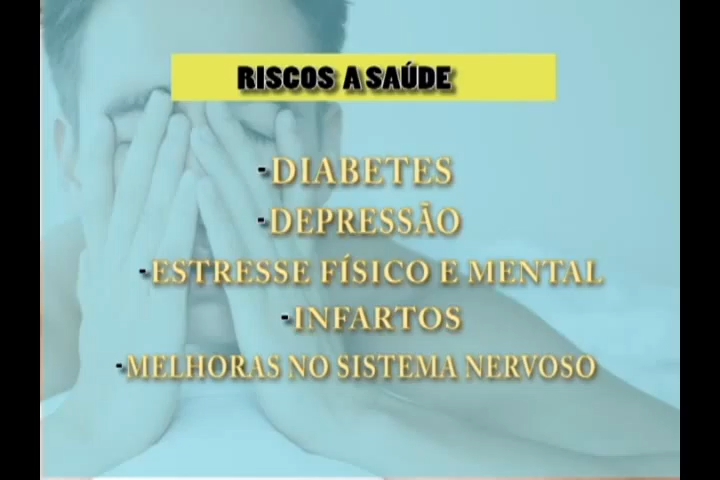 RISCOS A SAÚDE
-DIABETES
-DEPRESSÃO
-ESTRESSE FÍSICO E MENTAL
-INFARTOS
-MELHORAS NO SISTEMA NERVOSO